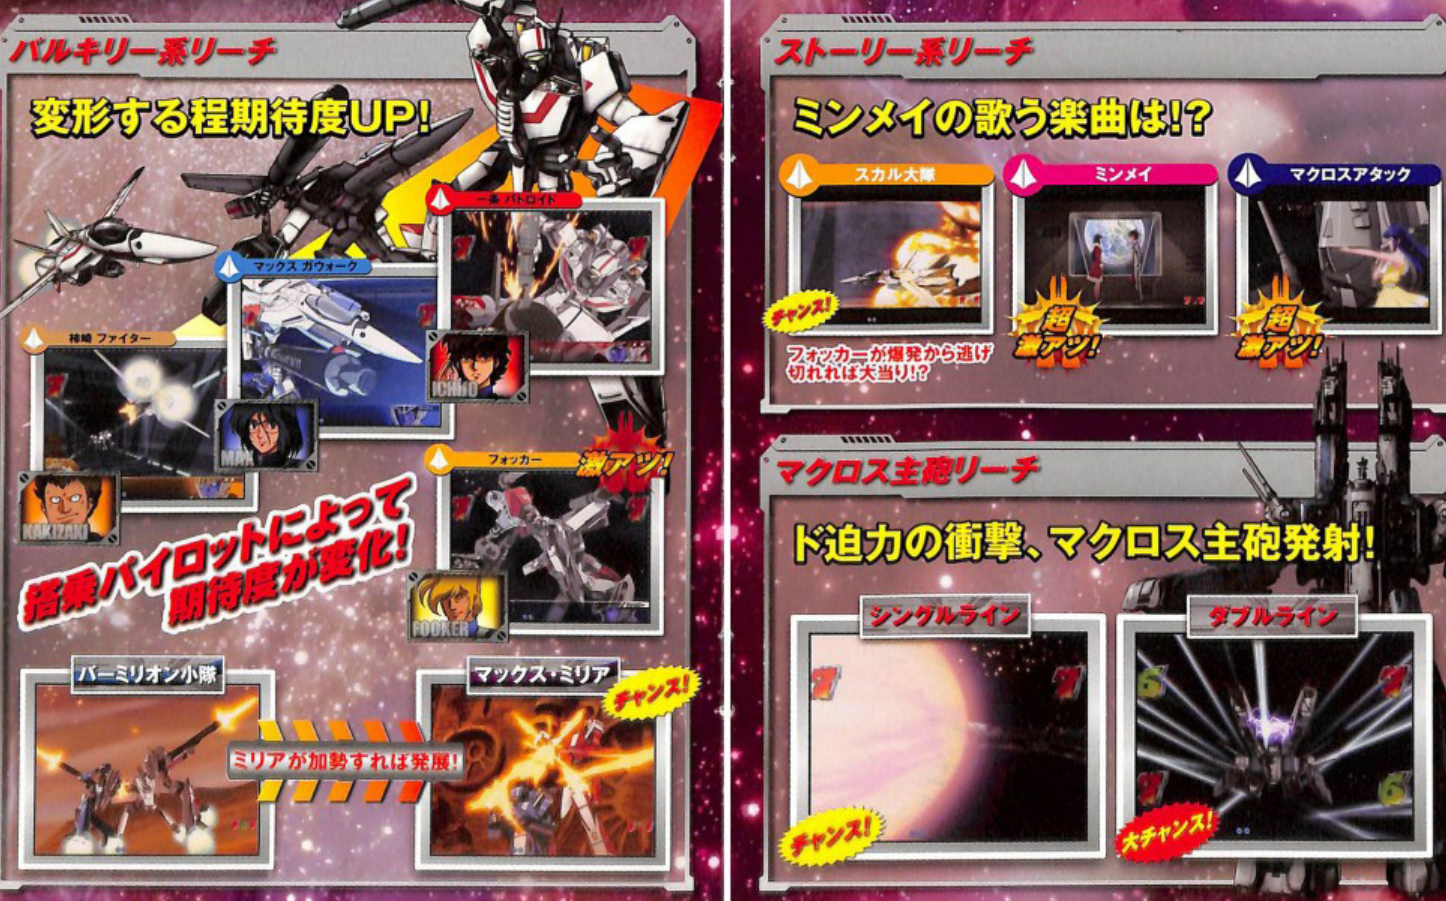 バルキリー系リーチ
変形する程期待度UP!
一条 バトロイド
マックス ガウォーク
柿崎 ファイター
ICHIJO
MAX
フォッカー
激アツ!
KAKIZAKI
搭乗パイロットによって
期待度が変化!
FOCKER
バーミリオン小隊
マックス・ミリア
チャンス!
ミリアが加勢すれば発展!
ストーリー系リーチ
ミンメイの歌う楽曲は!?
スカル大隊
ミンメイ
マクロスアタック
チャンス!
超
激アツ!
超
激アツ!
フォッカーが爆発から逃げ
切れれば大当り!?
マクロス主砲リーチ
ド迫力の衝撃、マクロス主砲発射!
シングルライン
ダブルライン
7
7
6
7
7
6
チャンス!
大チャンス!